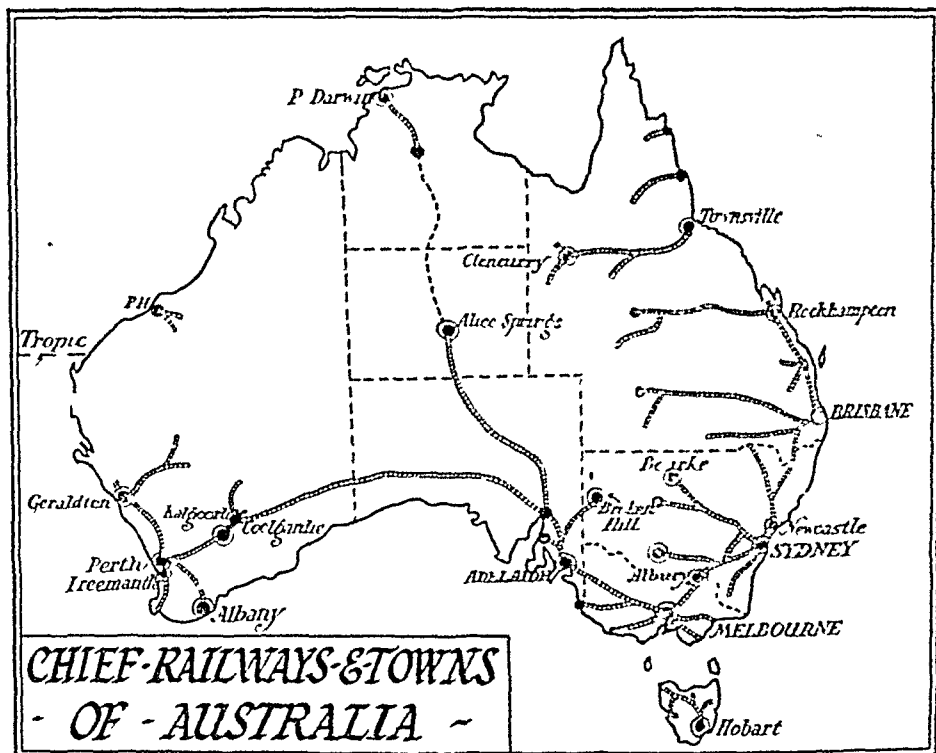 P. Darwin
Townsville
Cloncurry
Rockhampton
P.H.
Alice Springs
Tropic
BRISBANE
Bourke
Geraldton
Kalgoorlie
Broken
Hill
Coolgardie
Newcastle
SYDNEY
Perth
ADELAIDE
Albury
Freemantle
Albany
MELBOURNE
CHIEF-RAILWAYS-&-TOWNS
- OF - AUSTRALIA -
Hobart